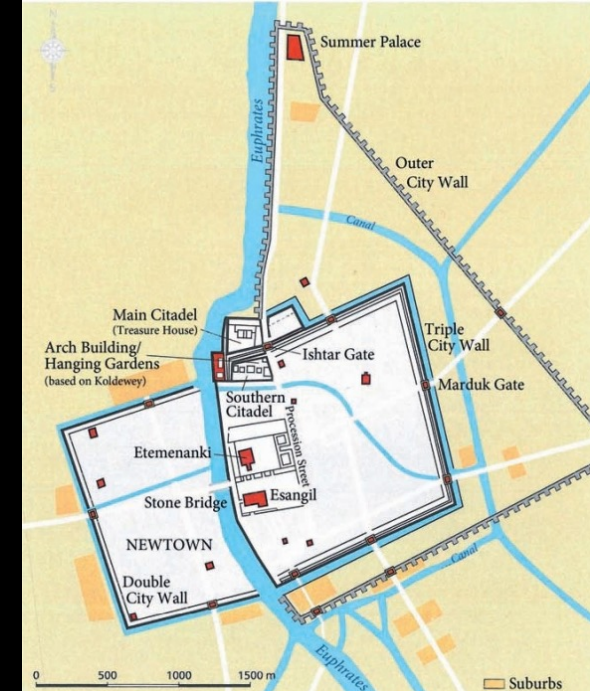 N
S
Summer Palace
Euphrates
Outer
City Wall
Canal
Main Citadel
(Treasure House)
Arch Building/
Hanging Gardens
(based on Koldewey)
Ishtar Gate
Triple
City Wall
Marduk Gate
Southern
Citadel
Procession Street
Etemenanki
Esangil
Stone Bridge
NEWTOWN
Double
City Wall
Canal
Euphrates
0 500 1000 1500 m
Suburbs